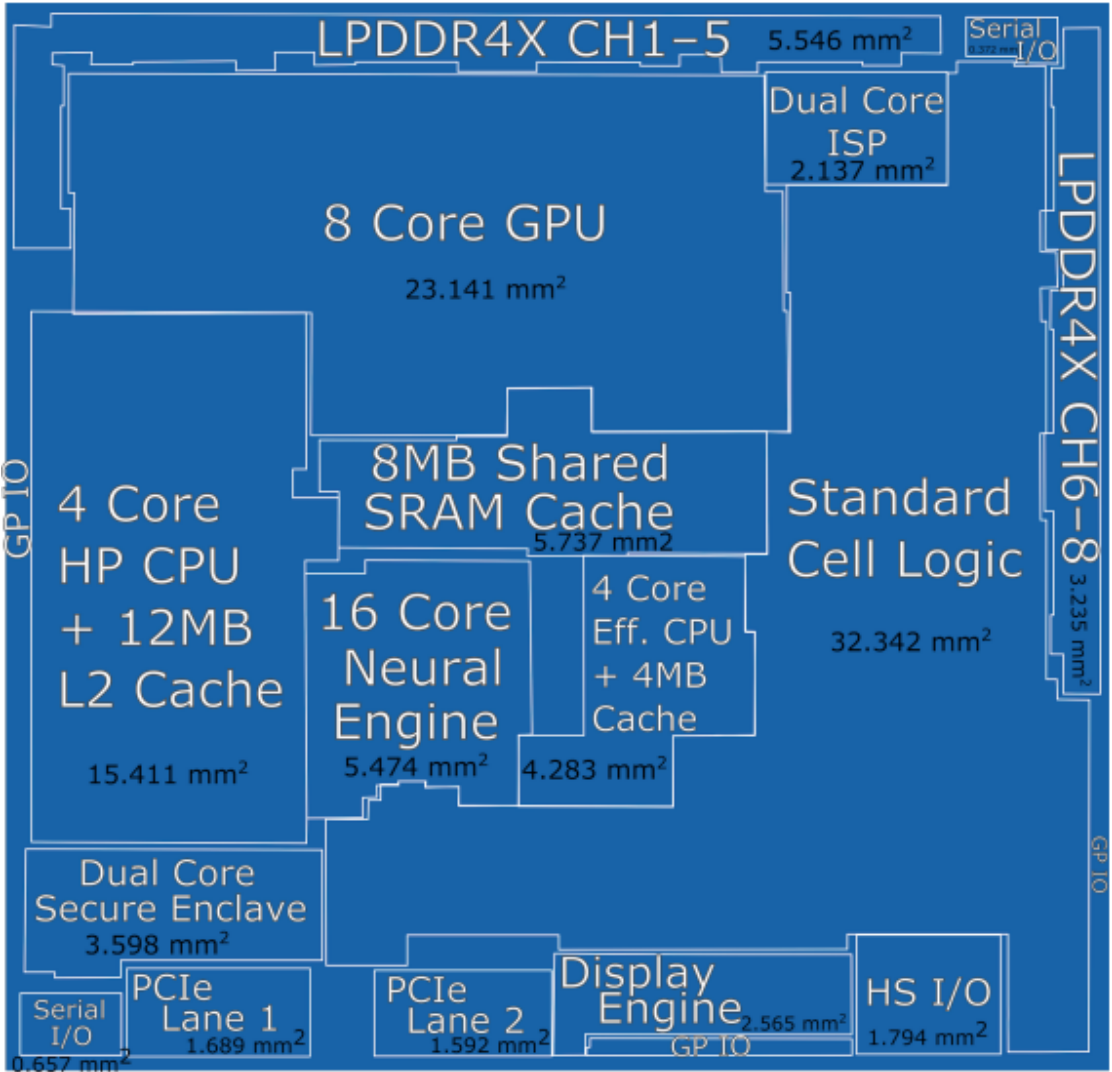 LPDDR4X CH1–5
5.546 mm²
Serial
I/O
0.372 mm²
Dual Core
ISP
2.137 mm²
8 Core GPU
23.141 mm²
LPDDR4X CH6–8
3.235 mm²
GP IO
4 Core
HP CPU
+ 12MB
L2 Cache
15.411 mm²
8MB Shared
SRAM Cache
5.737 mm2
Standard
Cell Logic
32.342 mm²
16 Core
Neural
Engine
5.474 mm²
4 Core
Eff. CPU
+ 4MB
Cache
4.283 mm²
GP IO
Dual Core
Secure Enclave
3.598 mm²
Serial
I/O
0.657 mm²
PCIe
Lane 1
1.689 mm²
PCIe
Lane 2
1.592 mm²
Display
Engine
2.565 mm²
GP IO
HS I/O
1.794 mm²